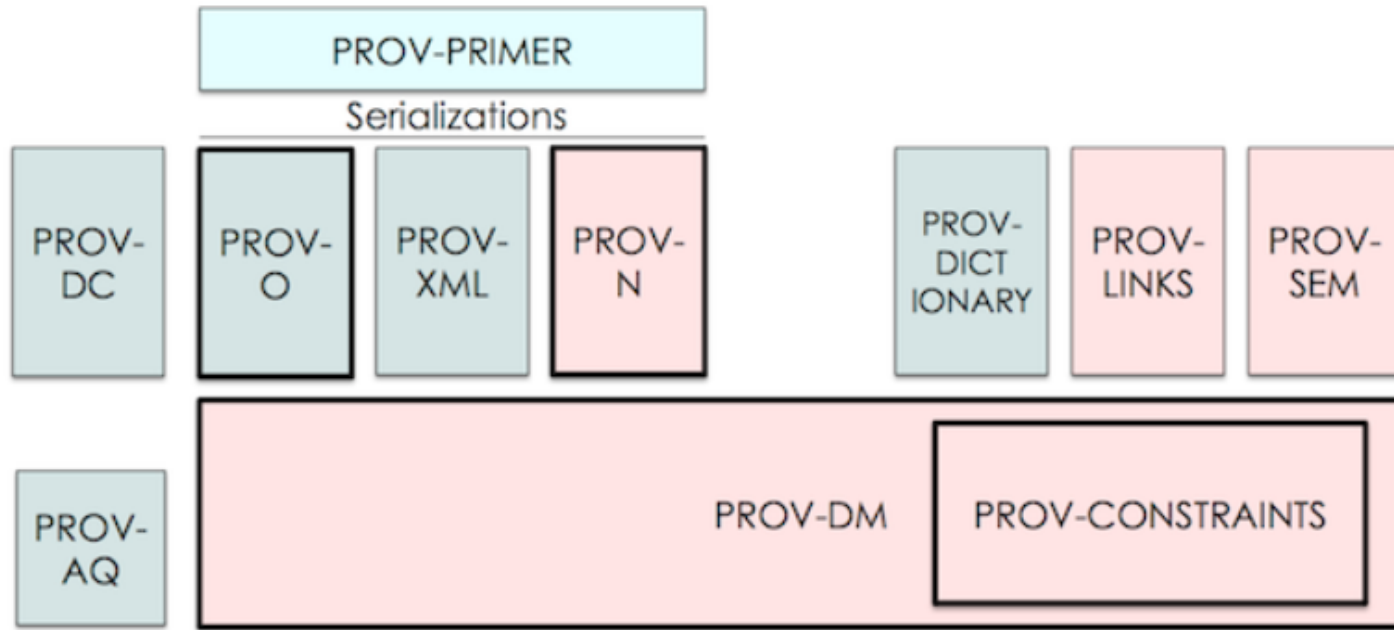 PROV-PRIMER
Serializations
PROV-
DC
PROV-
O
PROV-
XML
PROV-
N
PROV-
DICT
IONARY
PROV-
LINKS
PROV-
SEM
PROV-
AQ
PROV-DM
PROV-CONSTRAINTS